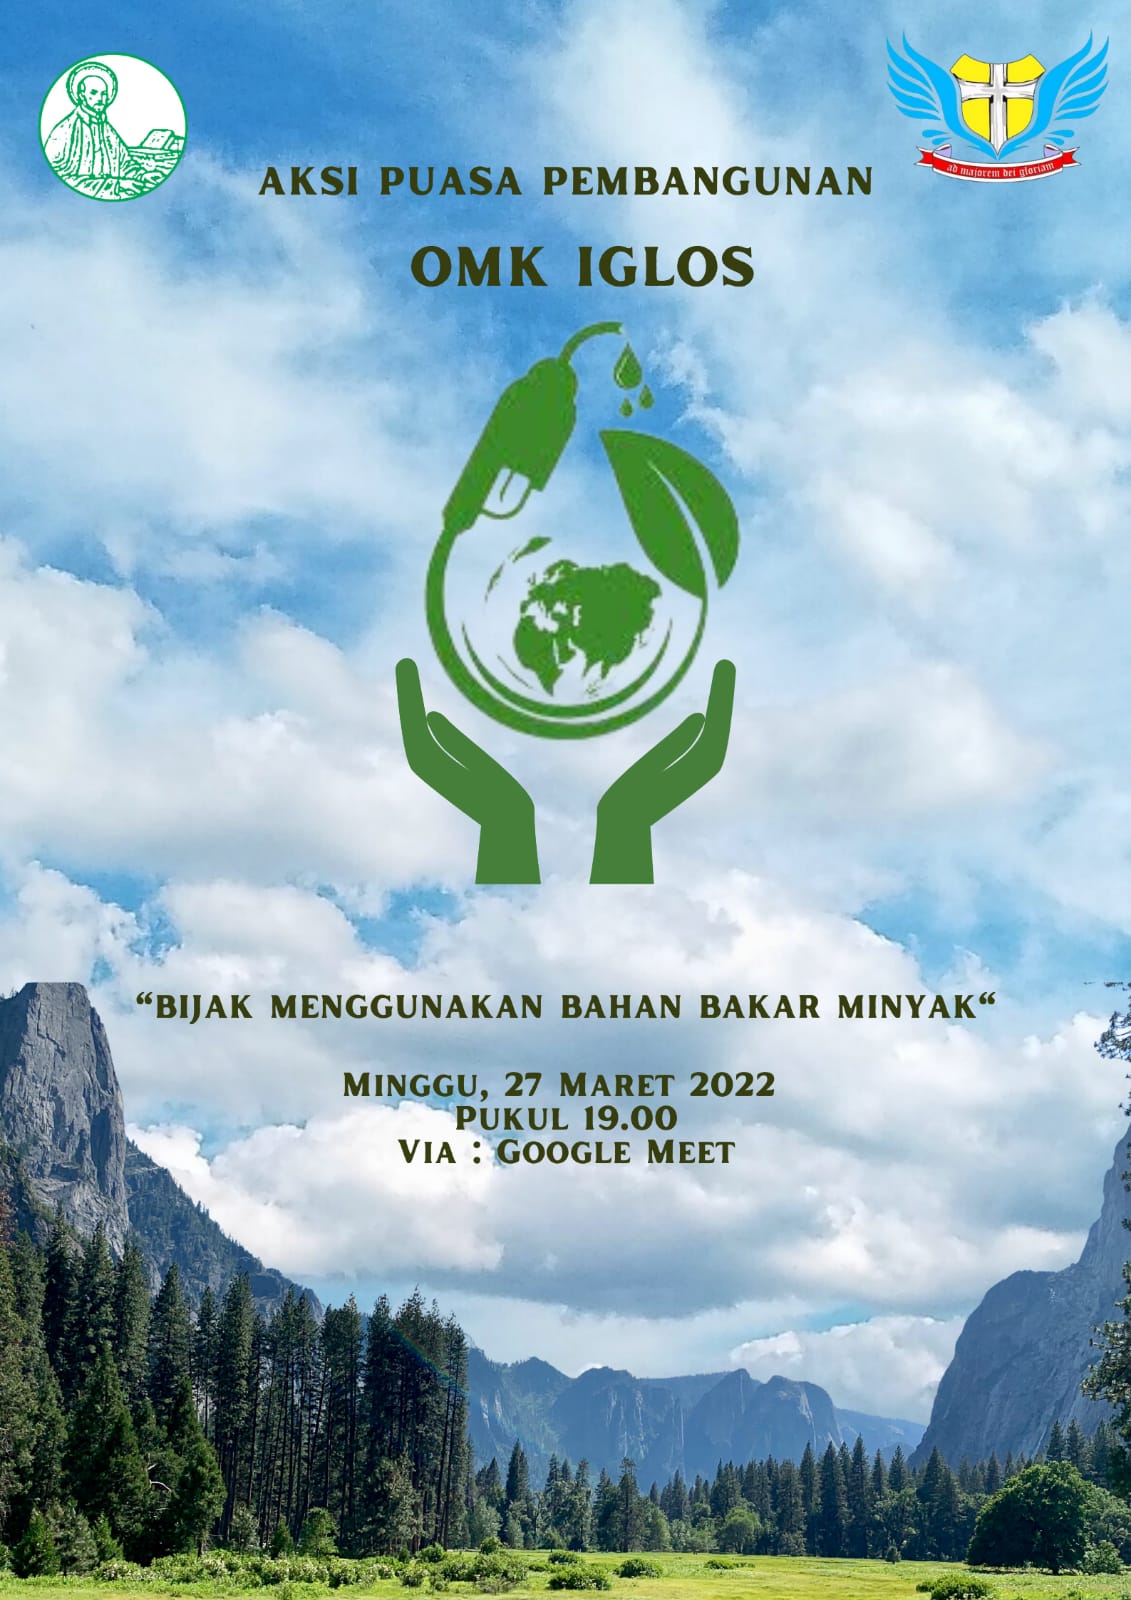 ad majorem dei gloriam
AKSI PUASA PEMBANGUNAN
OMK IGLOS
“BIJAK MENGGUNAKAN BAHAN BAKAR MINYAK“
MINGGU, 27 MARET 2022
PUKUL 19.00
VIA : GOOGLE MEET